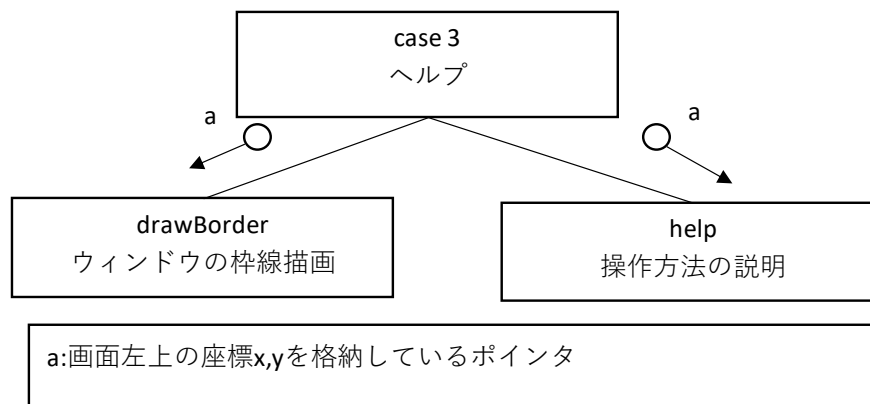 case 3
ヘルプ
a
a
drawBorder
ウィンドウの枠線描画
help
操作方法の説明
a:画面左上の座標x,yを格納しているポインタ